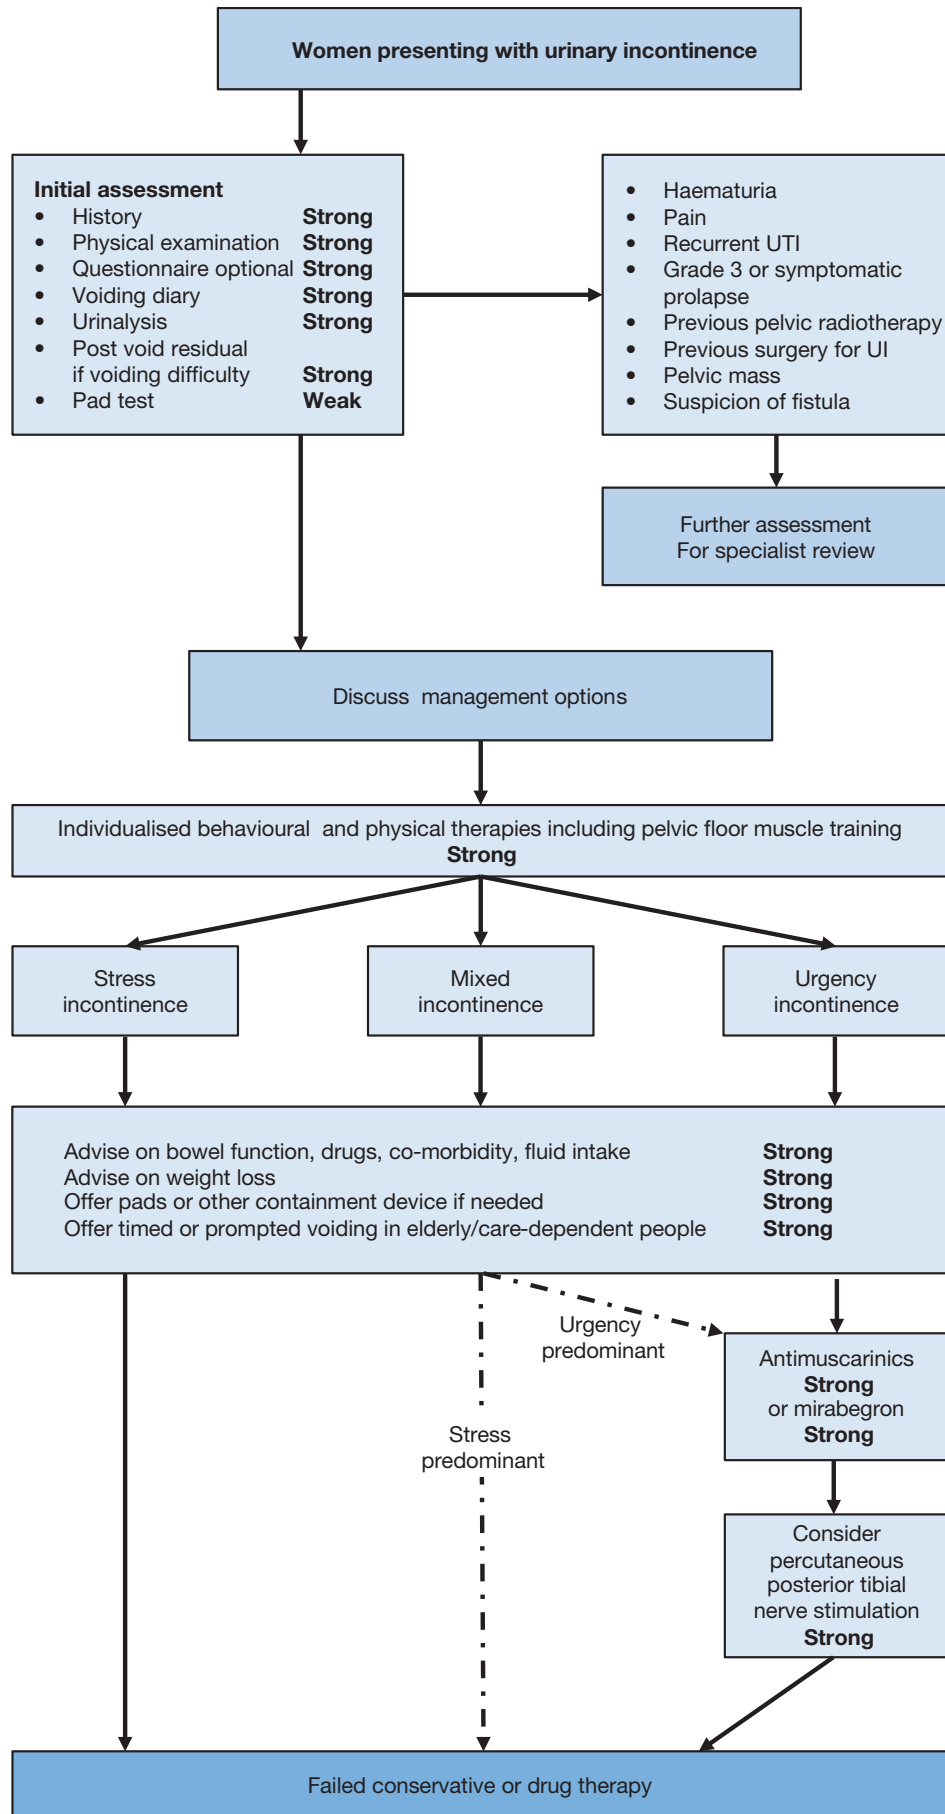 Women presenting with urinary incontinence
Initial assessment
• History Strong
• Physical examination Strong
• Questionnaire optional Strong
• Voiding diary Strong
• Urinalysis Strong
• Post void residual
if voiding difficulty Strong
• Pad test Weak
• Haematuria
• Pain
• Recurrent UTI
• Grade 3 or symptomatic
prolapse
• Previous pelvic radiotherapy
• Previous surgery for UI
• Pelvic mass
• Suspicion of fistula
Further assessment
For specialist review
Discuss management options
Individualised behavioural and physical therapies including pelvic floor muscle training
Strong
Stress
incontinence
Mixed
incontinence
Urgency
incontinence
Advise on bowel function, drugs, co-morbidity, fluid intake Strong
Advise on weight loss Strong
Offer pads or other containment device if needed Strong
Offer timed or prompted voiding in elderly/care-dependent people Strong
Urgency
predominant
Antimuscarinics
Strong
or mirabegron
Strong
Stress
predominant
Consider
percutaneous
posterior tibial
nerve stimulation
Strong
Failed conservative or drug therapy